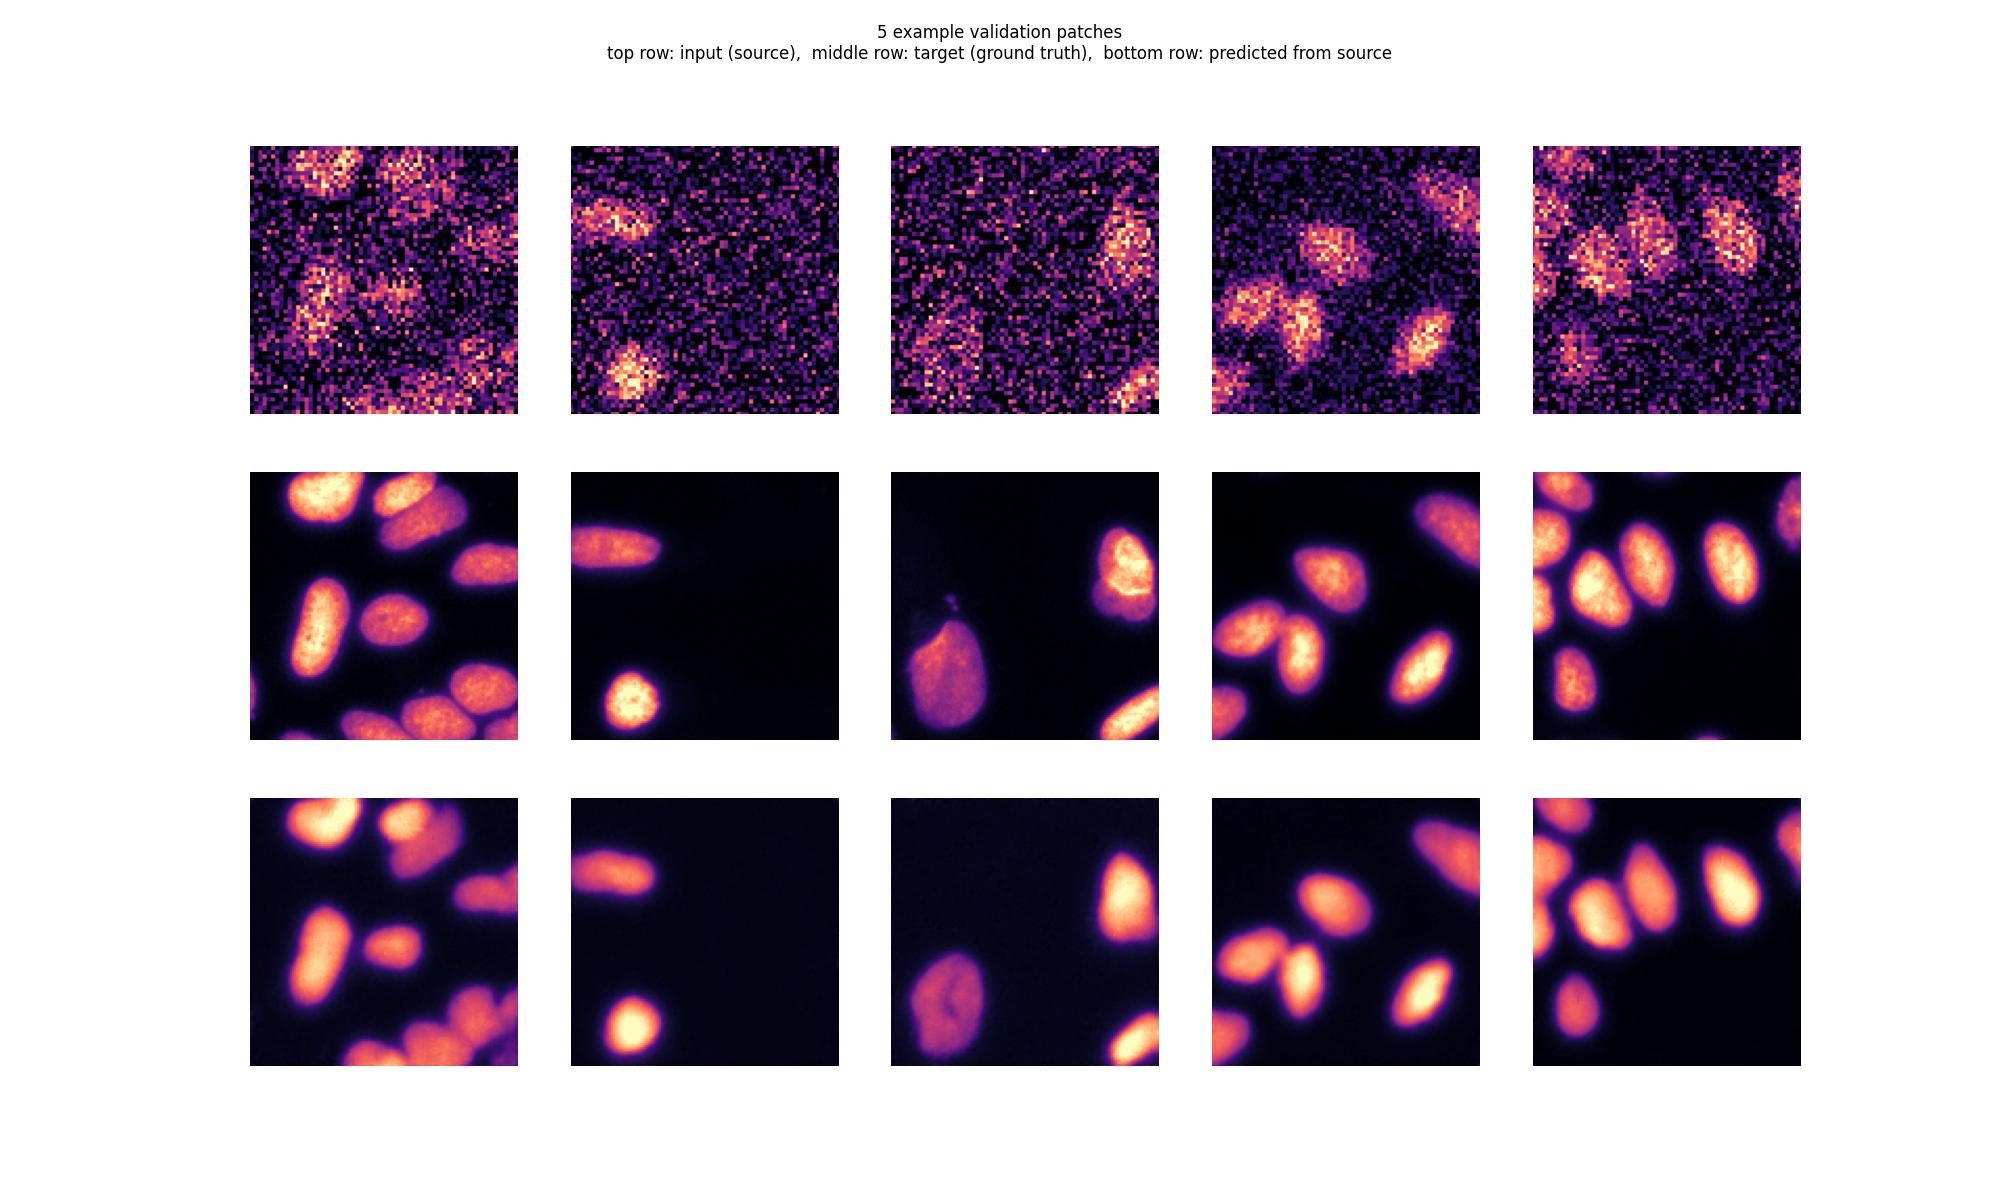 5 example validation patches
top row: input (source),  middle row: target (ground truth),  bottom row: predicted from source